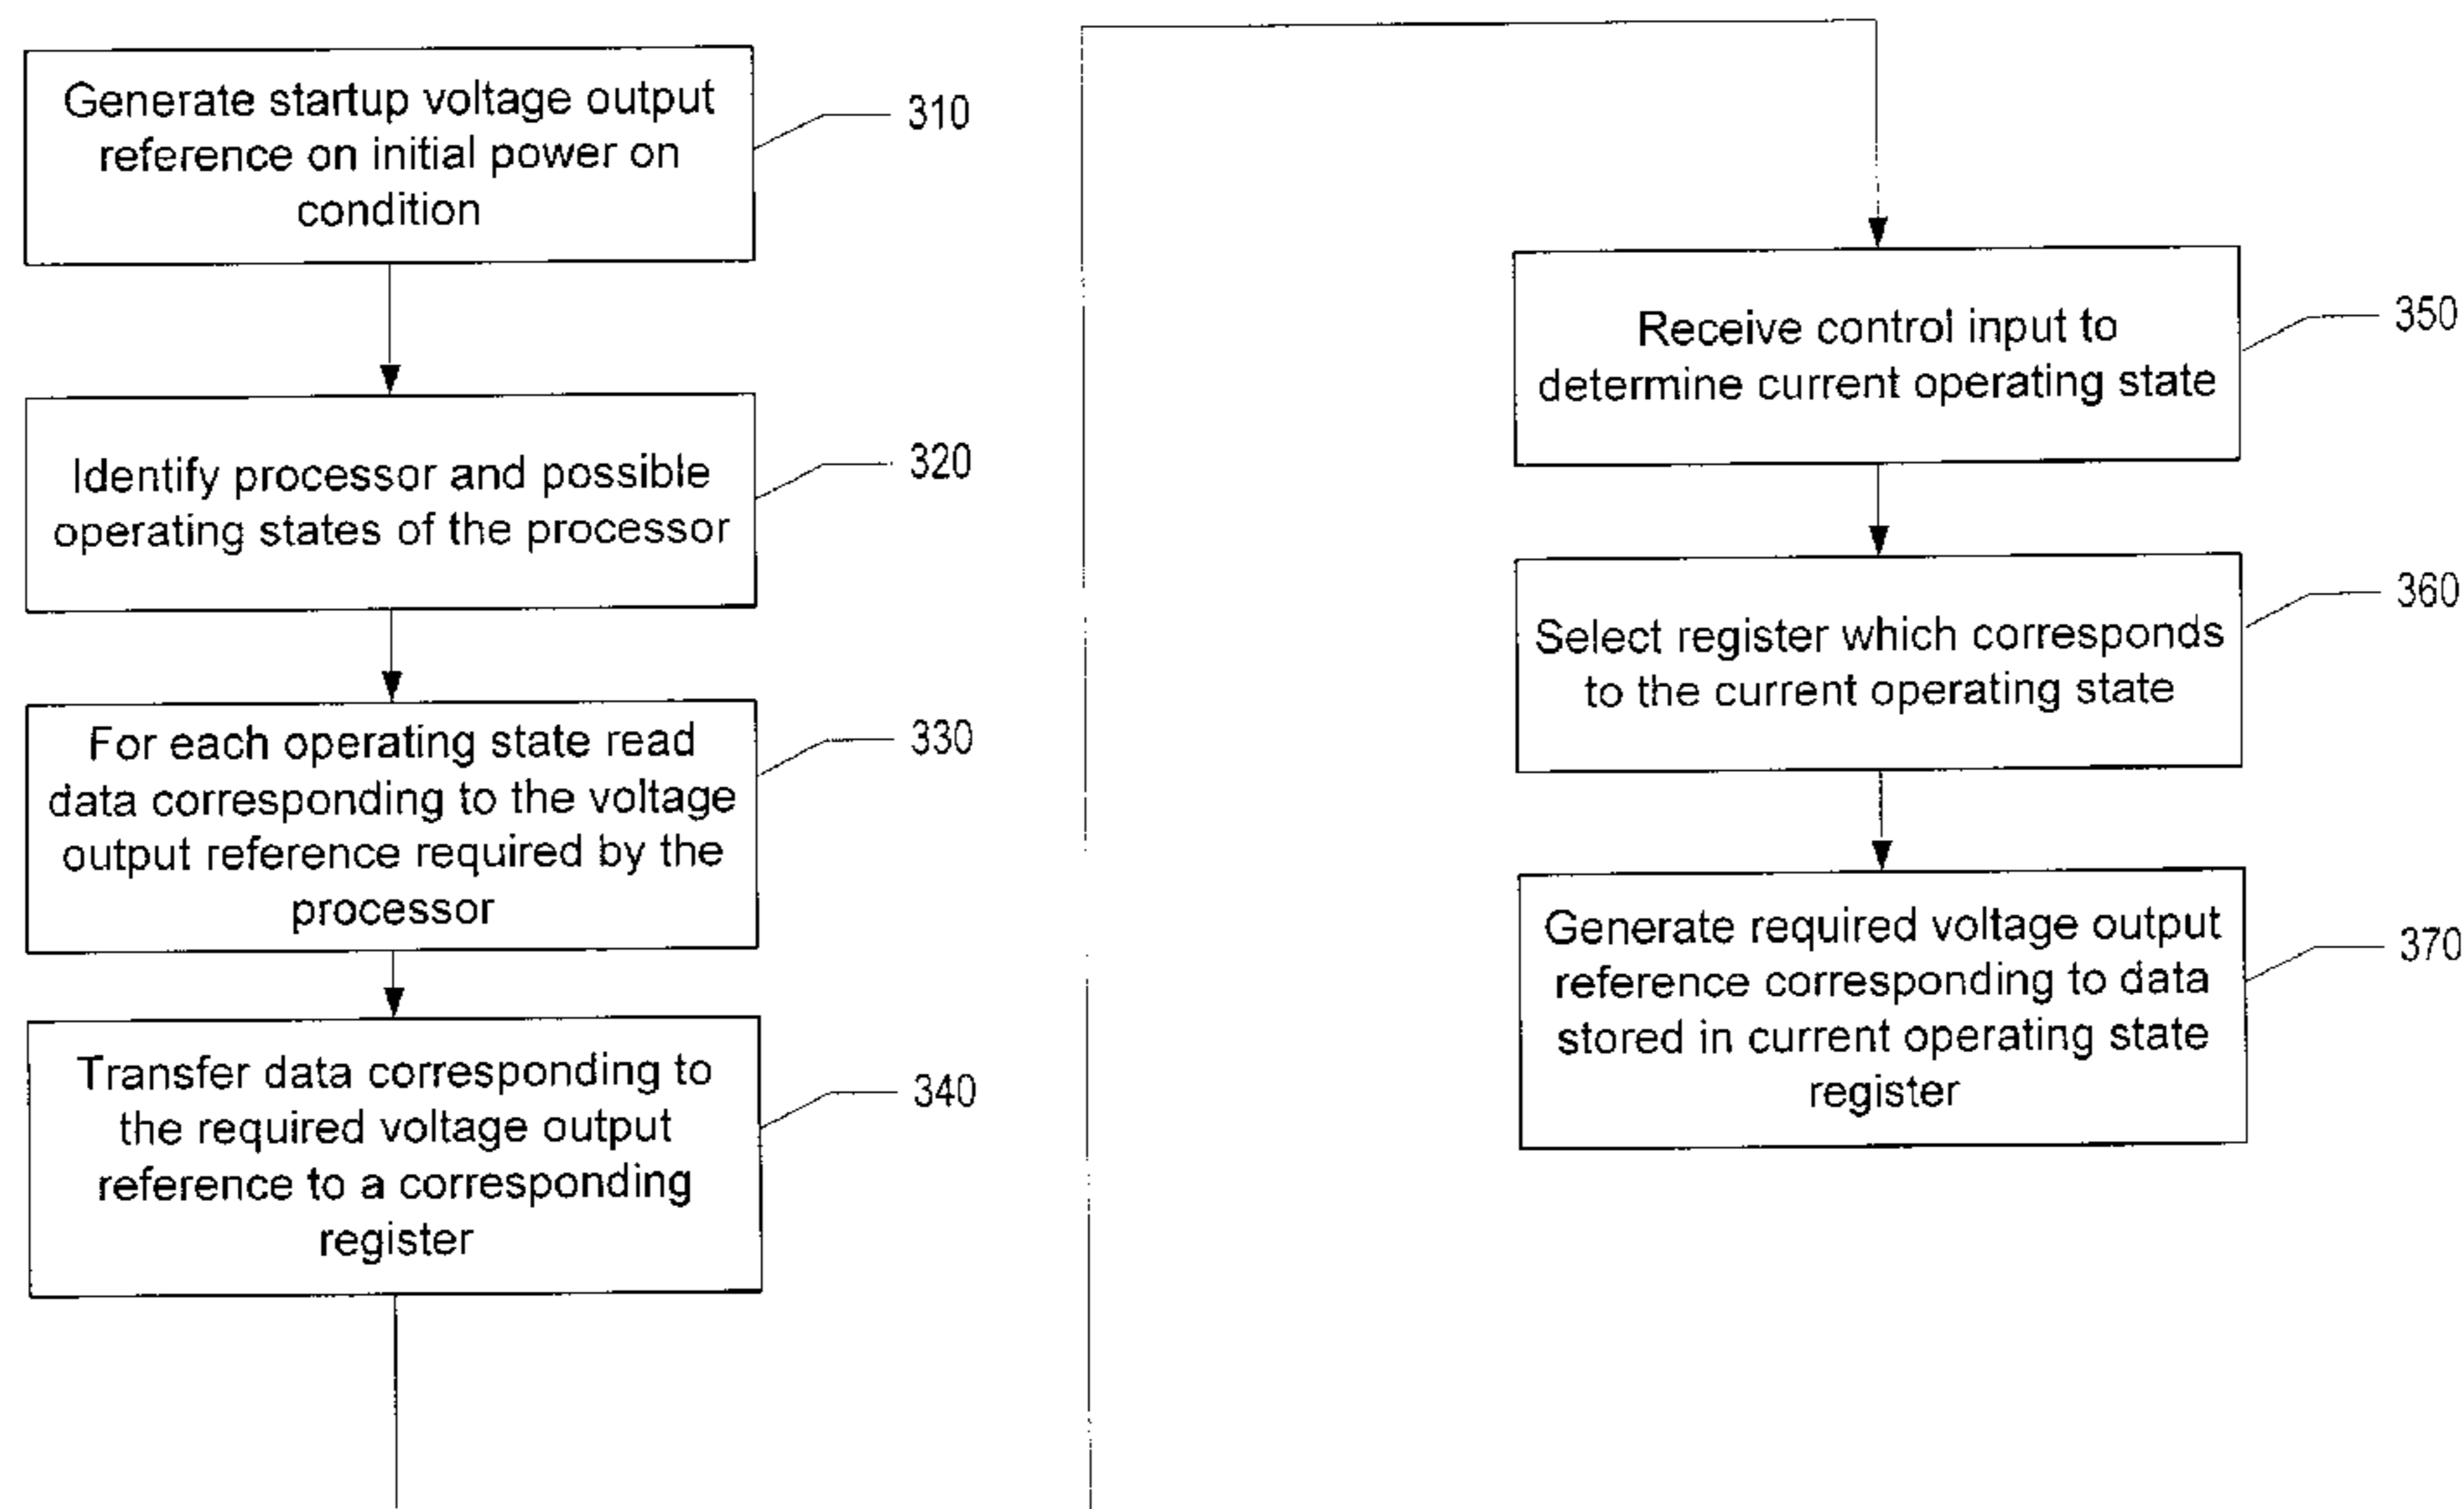 Generate startup voltage output
reference on initial power on
condition
310
Identify processor and possible
operating states of the processor
320
For each operating state read
data corresponding to the voltage
output reference required by the
processor
330
Transfer data corresponding to
the required voltage output
reference to a corresponding
register
340
Receive control input to
determine current operating state
350
Select register which corresponds
to the current operating state
360
Generate required voltage output
reference corresponding to data
stored in current operating state
register
370